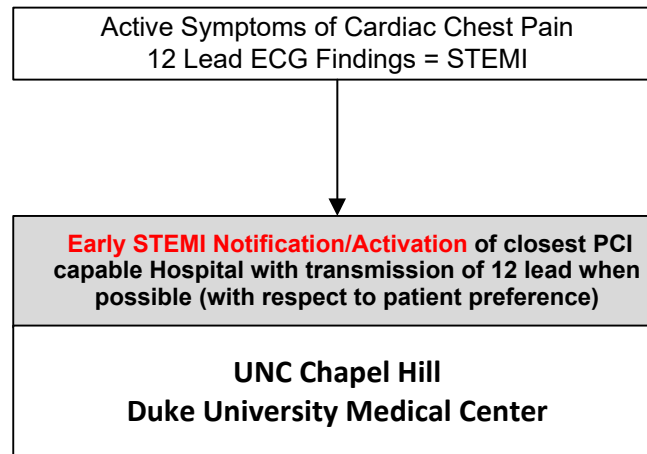 Active Symptoms of Cardiac Chest Pain
12 Lead ECG Findings = STEMI
Early STEMI Notification/Activation of closest PCI
capable Hospital with transmission of 12 lead when
possible (with respect to patient preference)
UNC Chapel Hill
Duke University Medical Center